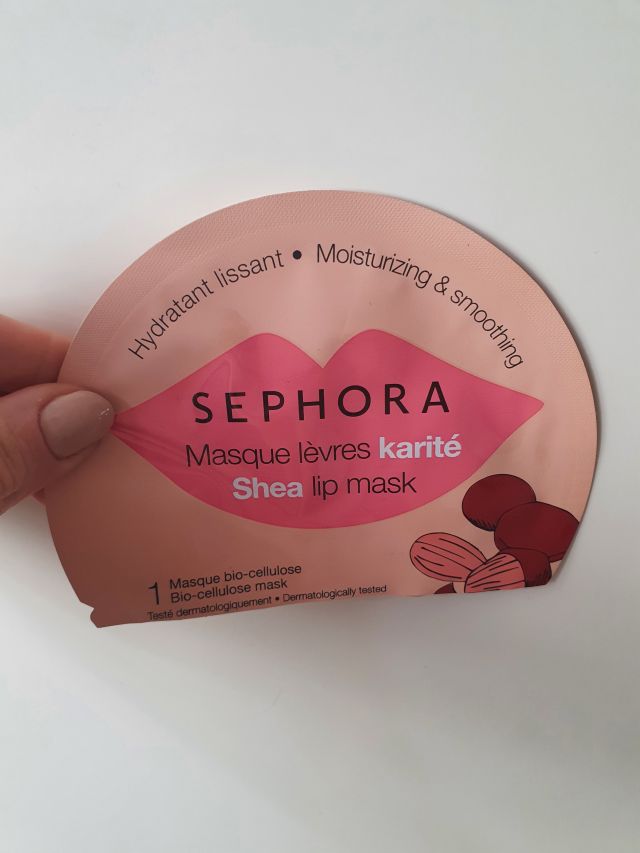 Hydratant lissant • Moisturizing & smoothing
SEPHORA
Masque lèvres karité
Shea lip mask
1 Masque bio-cellulose
Bio-cellulose mask
Testé dermatologiquement • Dermatologically tested